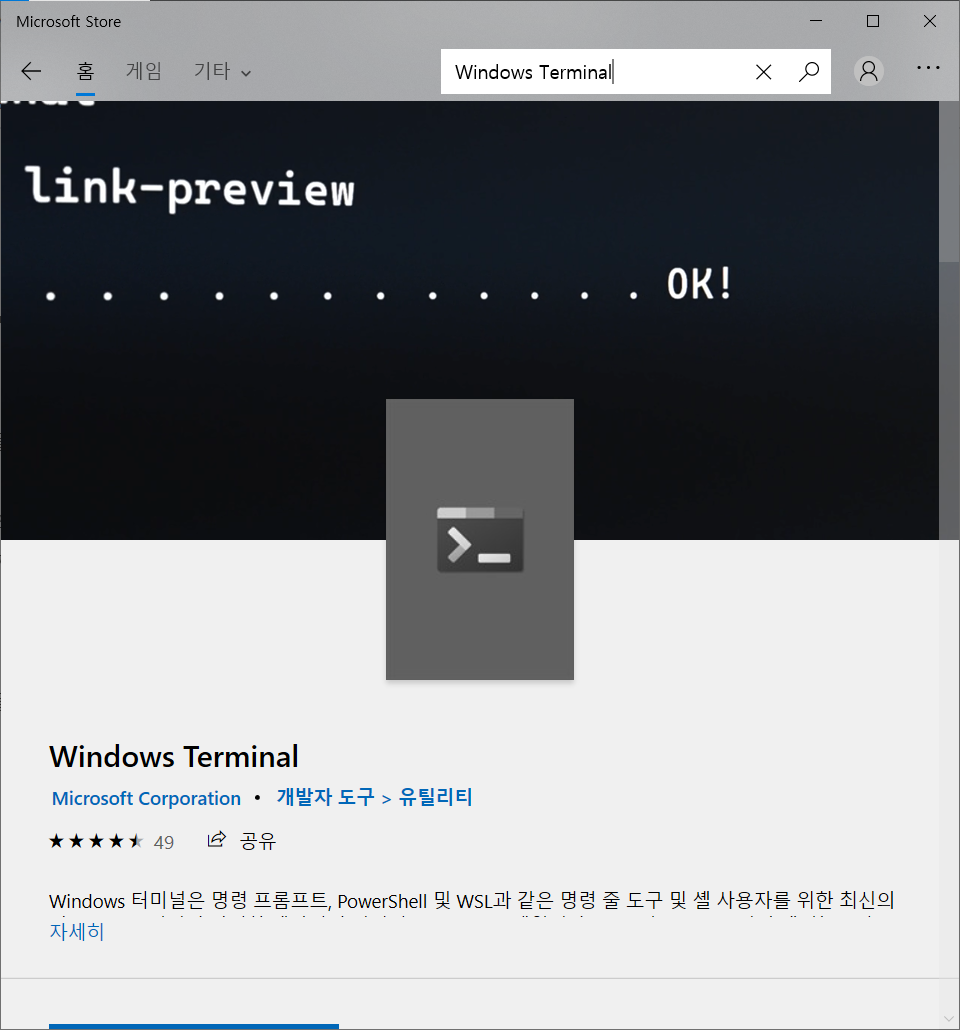 Microsoft Store
홈 게임 기타 Windows Terminal
link-preview
. . . . . . . . . . . . OK!
Windows Terminal
Microsoft Corporation • 개발자 도구 > 유틸리티
49 공유
Windows 터미널은 명령 프롬프트, PowerShell 및 WSL과 같은 명령 줄 도구 및 셸 사용자를 위한 최신의
자세히